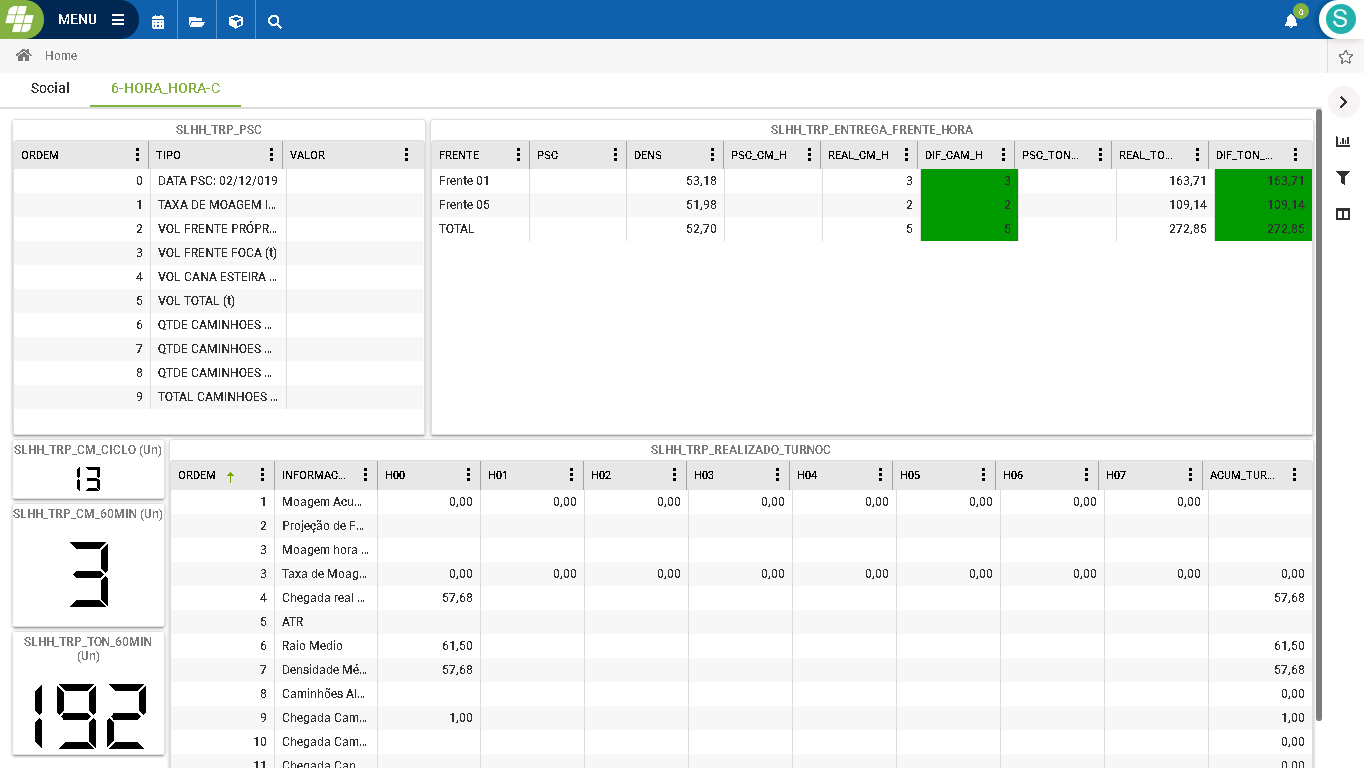 MENU
0
S
Home
Social 6-HORA_HORA-C
SLHH_TRP_PSC
ORDEM TIPO VALOR
0 DATA PSC: 02/12/019
1 TAXA DE MOAGEM I...
2 VOL FRENTE PRÓPR...
3 VOL FRENTE FOCA (t)
4 VOL CANA ESTEIRA ...
5 VOL TOTAL (t)
6 QTDE CAMINHOES ...
7 QTDE CAMINHOES ...
8 QTDE CAMINHOES ...
9 TOTAL CAMINHOES ...
SLHH_TRP_ENTREGA_FRENTE_HORA
FRENTE PSC DENS PSC_CM_H REAL_CM_H DIF_CAM_H PSC_TON... REAL_TO... DIF_TON_...
Frente 01 53,18 3 3 163,71 163,71
Frente 05 51,98 2 2 109,14 109,14
TOTAL 52,70 5 5 272,85 272,85
SLHH_TRP_CM_CICLO (Un)
13
SLHH_TRP_CM_60MIN (Un)
3
SLHH_TRP_TON_60MIN
(Un)
192
SLHH_TRP_REALIZADO_TURNOC
ORDEM INFORMAC... H00 H01 H02 H03 H04 H05 H06 H07 ACUM_TUR...
1 Moagem Acu... 0,00 0,00 0,00 0,00 0,00 0,00 0,00 0,00
2 Projeção de F...
3 Moagem hora ...
3 Taxa de Moag... 0,00 0,00 0,00 0,00 0,00 0,00 0,00 0,00 0,00
4 Chegada real ... 57,68 57,68
5 ATR
6 Raio Medio 61,50 61,50
7 Densidade Mé... 57,68 57,68
8 Caminhões Al... 0,00
9 Chegada Cam... 1,00 1,00
10 Chegada Cam... 0,00
11 Chegada Can... 0,00